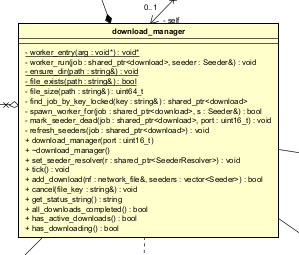 0..1
- self
download_manager
- worker_entry(arg : void*) : void*
- worker_run(job : shared_ptr<download>, seeder : Seeder&) : void
- ensure_dir(path : string&) : void
- file_exists(path : string&) : bool
- file_size(path : string&) : uint64_t
- find_job_by_key_locked(key : string&) : shared_ptr<download>
- spawn_worker(job : shared_ptr<download>, s : Seeder&) : bool
- mark_seeder_dead(job : shared_ptr<download>, port : uint16_t) : void
- refresh_seeders(job : shared_ptr<download>) : void
+ download_manager(port : uint16_t)
+ ~download_manager()
+ set_seeder_resolver(r : shared_ptr<SeederResolver>) : void
+ tick() : void
+ add_download(nf : network_file&, seeders : vector<Seeder>) : bool
+ cancel(file_key : string&) : void
+ get_status_string() : string
+ all_downloads_completed() : bool
+ has_active_downloads() : bool
+ has_downloading() : bool